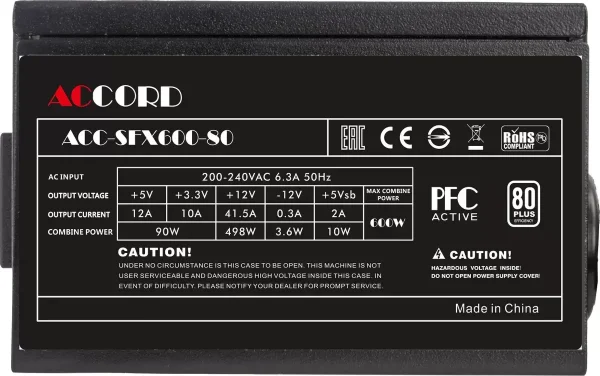 ACCORD
ACC-SFX600-80
EAC CE RoHS COMPLIANT Pb
AC INPUT 200-240VAC 6.3A 50Hz
OUTPUT VOLTAGE +5V +3.3V +12V -12V +5Vsb MAX COMBINE POWER
OUTPUT CURRENT 12A 10A 41.5A 0.3A 2A 600W
COMBINE POWER 90W 498W 3.6W 10W
PFC
ACTIVE
80
PLUS
EFFICIENCY
CAUTION!
UNDER NO CIRCUMSTANCE IS THIS CASE TO BE OPEN. THIS MACHINE IS NOT
USER SERVICEABLE AND DANGEROUS HIGH VOLTAGE INSIDE THIS CASE. IN
EVENT OF DIFFICULTY. PLEASE NOTIFY YOUR DEALER FOR PROMPT SERVICE.
CAUTION!
HAZARDOUS VOLTAGE INSIDE!
DO NOT OPEN POWER SUPPLY COVER!
Made in China